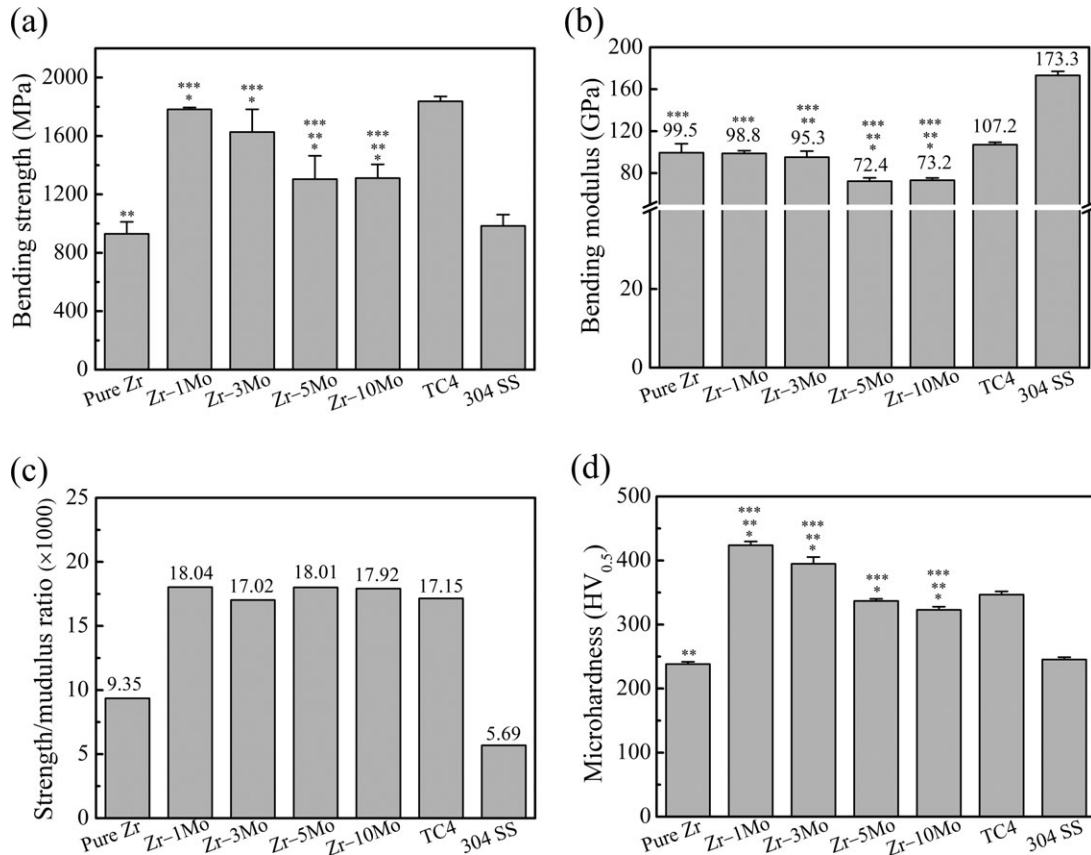 (a)
Bending strength (MPa)
2000
1600
1200
800
400
0
**
***
*
***
*
***
**
*
***
**
*
Pure Zr
Zr–1Mo
Zr–3Mo
Zr–5Mo
Zr–10Mo
TC4
304 SS
(b)
Bending modulus (GPa)
200
160
120
80
20
0
***
99.5
***
98.8
***
**
95.3
***
**
*
72.4
***
**
*
73.2
107.2
173.3
Pure Zr
Zr–1Mo
Zr–3Mo
Zr–5Mo
Zr–10Mo
TC4
304 SS
(c)
Strength/mudulus ratio (×1000)
25
20
15
10
5
0
9.35
18.04
17.02
18.01
17.92
17.15
5.69
Pure Zr
Zr–1Mo
Zr–3Mo
Zr–5Mo
Zr–10Mo
TC4
304 SS
(d)
Microhardness (HV0.5)
500
400
300
200
100
0
**
***
**
*
***
**
*
***
*
***
**
*
Pure Zr
Zr–1Mo
Zr–3Mo
Zr–5Mo
Zr–10Mo
TC4
304 SS